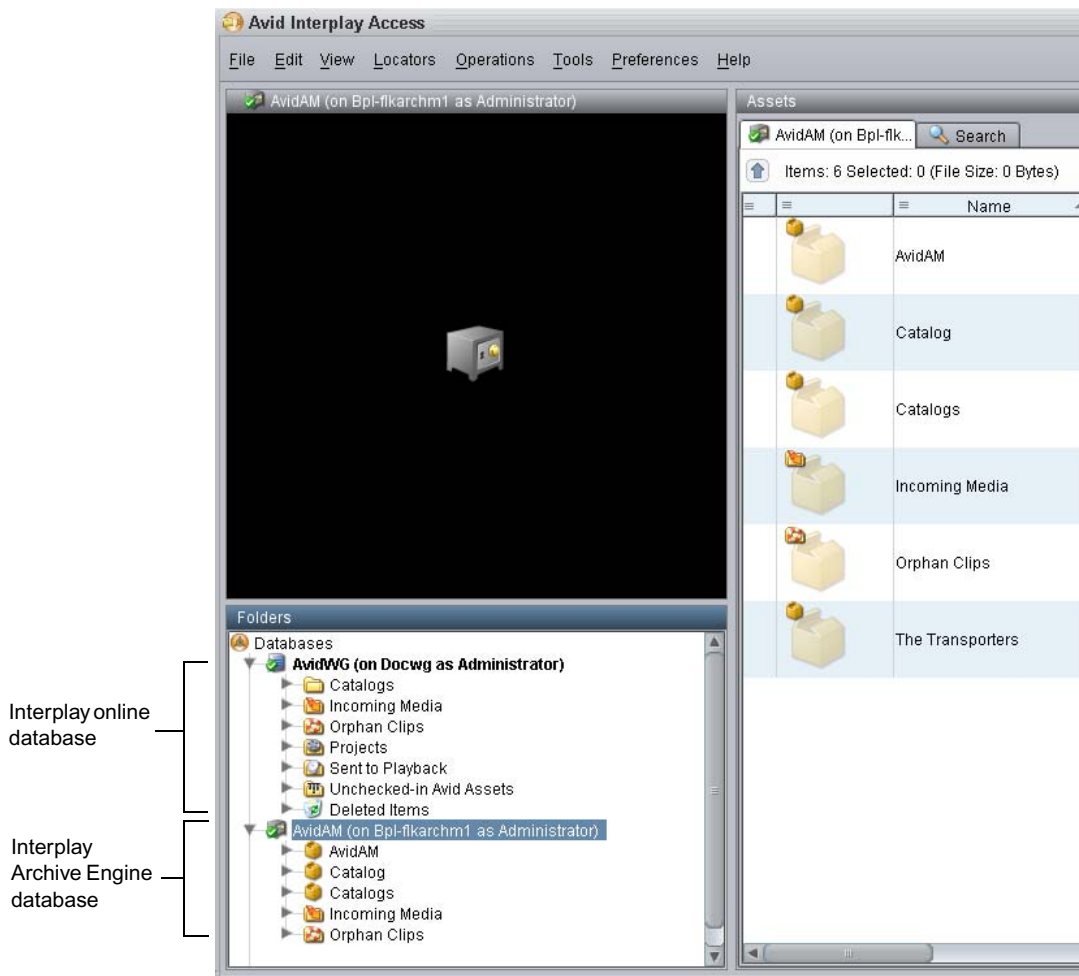 Avid Interplay Access
File Edit View Locators Operations Tools Preferences Help
AvidAM (on Bpl-flkarchm1 as Administrator)
Assets
AvidAM (on Bpl-flk... Search
Items: 6 Selected: 0 (File Size: 0 Bytes)
Name
AvidAM
Catalog
Catalogs
Incoming Media
Orphan Clips
The Transporters
Folders
Databases
AvidWG (on Docwg as Administrator)
Catalogs
Incoming Media
Orphan Clips
Projects
Sent to Playback
Unchecked-in Avid Assets
Deleted Items
AvidAM (on Bpl-flkarchm1 as Administrator)
AvidAM
Catalog
Catalogs
Incoming Media
Orphan Clips
Interplay online
database
Interplay
Archive Engine
database